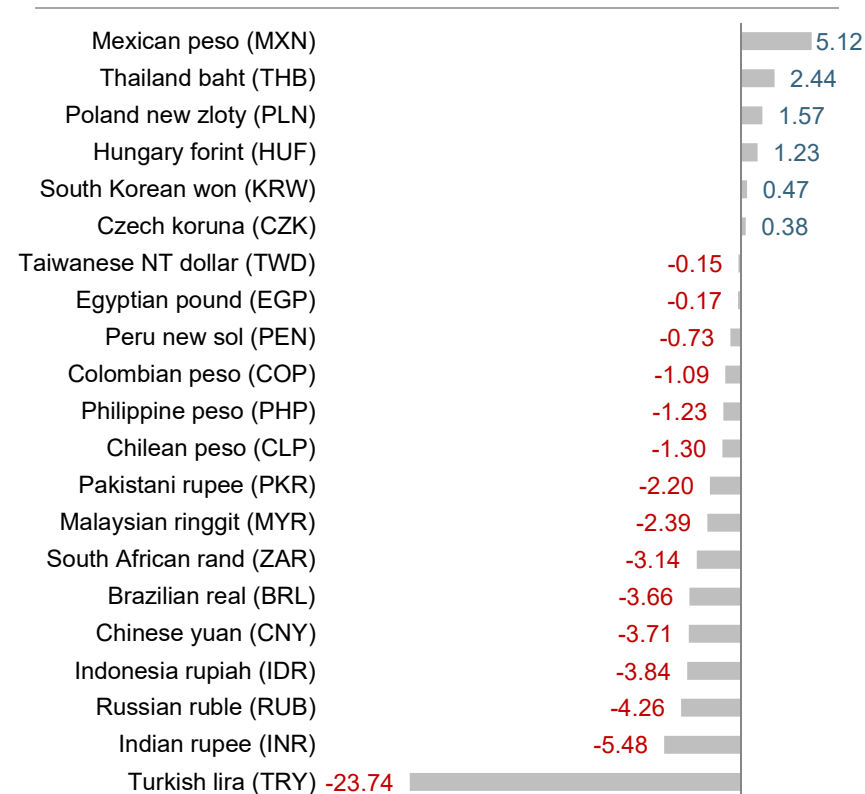 Mexican peso (MXN) 5.12
Thailand baht (THB) 2.44
Poland new zloty (PLN) 1.57
Hungary forint (HUF) 1.23
South Korean won (KRW) 0.47
Czech koruna (CZK) 0.38
Taiwanese NT dollar (TWD) -0.15
Egyptian pound (EGP) -0.17
Peru new sol (PEN) -0.73
Colombian peso (COP) -1.09
Philippine peso (PHP) -1.23
Chilean peso (CLP) -1.30
Pakistani rupee (PKR) -2.20
Malaysian ringgit (MYR) -2.39
South African rand (ZAR) -3.14
Brazilian real (BRL) -3.66
Chinese yuan (CNY) -3.71
Indonesia rupiah (IDR) -3.84
Russian ruble (RUB) -4.26
Indian rupee (INR) -5.48
Turkish lira (TRY) -23.74